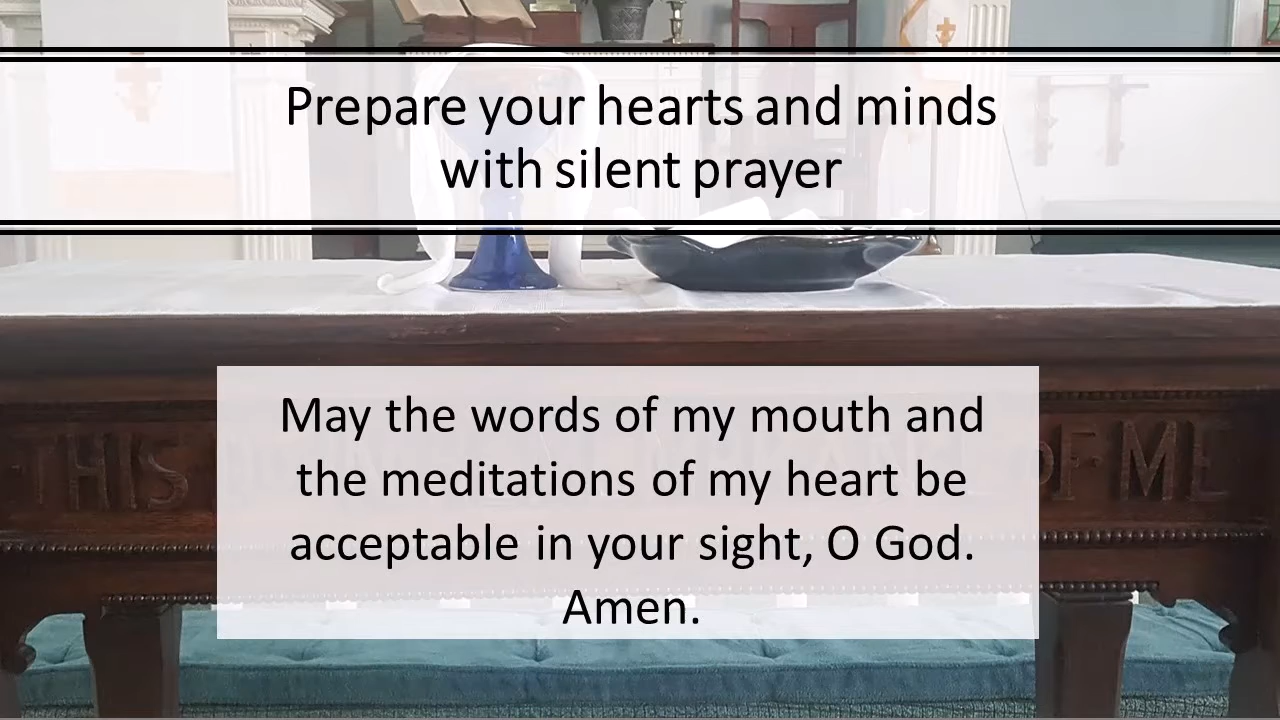 Prepare your hearts and minds
with silent prayer
May the words of my mouth and
the meditations of my heart be
acceptable in your sight, O God.
Amen.
THIS OF ME